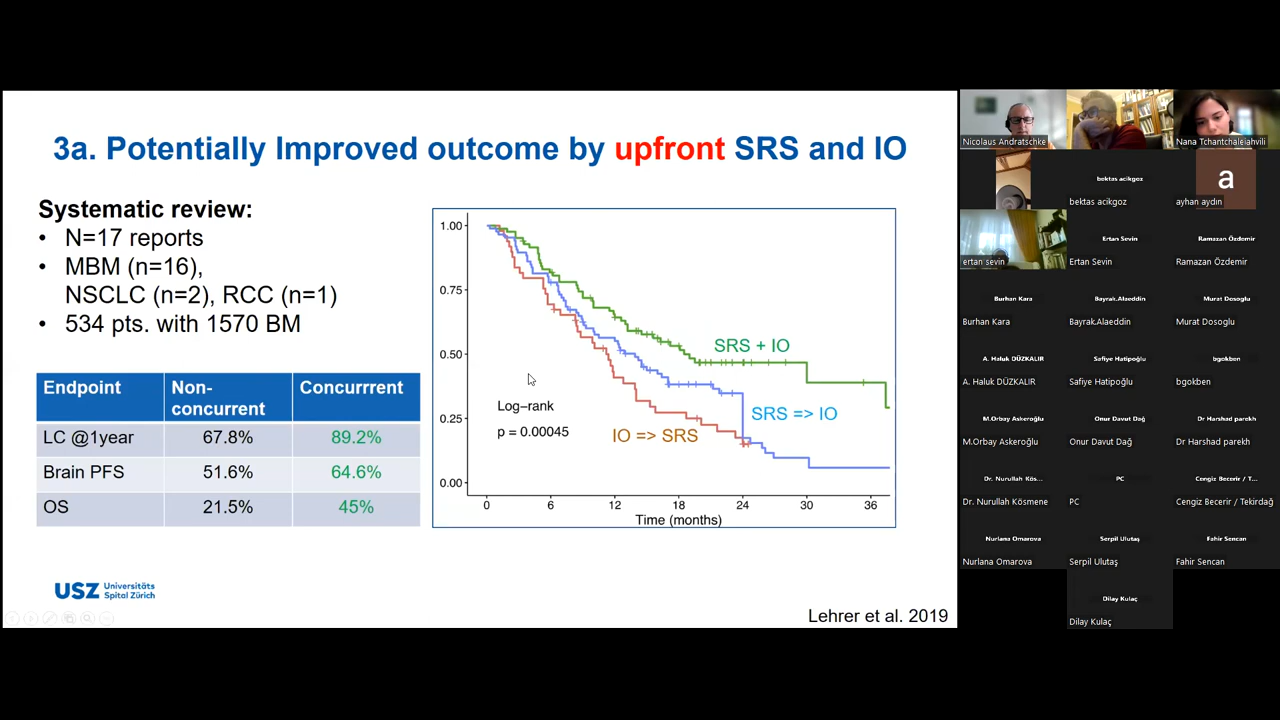 3a. Potentially Improved outcome by upfront SRS and IO
Systematic review:
• N=17 reports
• MBM (n=16),
NSCLC (n=2), RCC (n=1)
• 534 pts. with 1570 BM
Endpoint
Non-
concurrent
Concurrrent
LC @1year
67.8%
89.2%
Brain PFS
51.6%
64.6%
OS
21.5%
45%
1.00
0.75
0.50
0.25
0.00
SRS + IO
SRS => IO
IO => SRS
Log-rank
p = 0.00045
0 6 12 18 24 30 36
Time (months)
USZ Universitäts
Spital Zürich
Lehrer et al. 2019
Nicolaus Andratschke
Nana Tchantchaleiahvili
bektas acikgoz
bektas acikgoz
a
ayhan aydın
ertan sevin
Ertan Sevin
Ertan Sevin
Ramazan Özdemir
Ramazan Özdemir
Burhan Kara
Burhan Kara
Bayrak.Alaeddin
Bayrak.Alaeddin
Murat Dosoglu
Murat Dosoglu
A. Haluk DÜZKALIR
A. Haluk DÜZKALIR
Safiye Hatipoğlu
Safiye Hatipoğlu
bgokben
bgokben
M.Orbay Askeroğlu
M.Orbay Askeroğlu
Onur Davut Dağ
Onur Davut Dağ
Dr Harshad parekh
Dr Harshad parekh
Dr. Nurullah Kös...
Dr. Nurullah Kösmene
PC
PC
Cengiz Becerir / T...
Cengiz Becerir / Tekirdağ
Nurlana Omarova
Nurlana Omarova
Serpil Ulutaş
Serpil Ulutaş
Fahir Sencan
Fahir Sencan
Dilay Kulaç
Dilay Kulaç